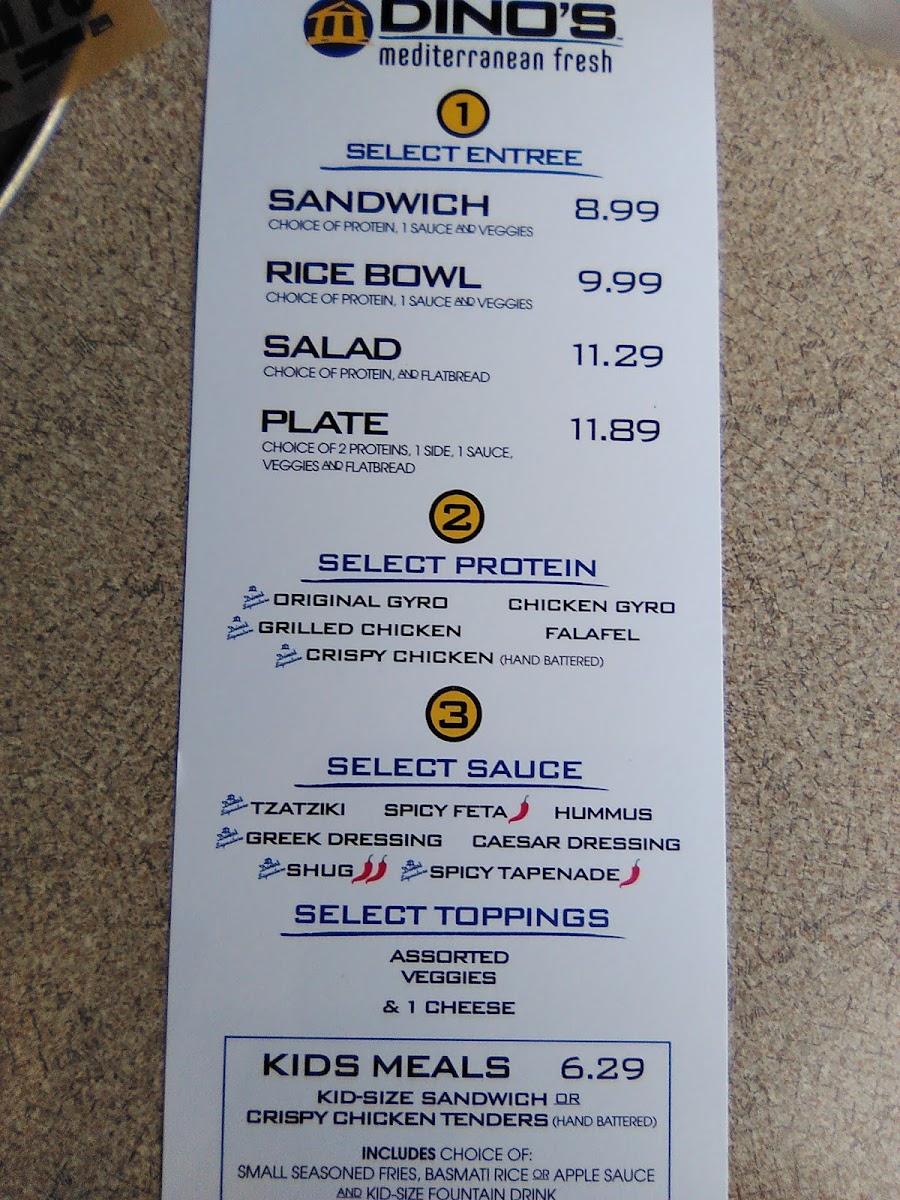 DINO'S
mediterranean fresh
1
SELECT ENTREE
SANDWICH 8.99
CHOICE OF PROTEIN, 1 SAUCE AND VEGGIES
RICE BOWL 9.99
CHOICE OF PROTEIN, 1 SAUCE AND VEGGIES
SALAD 11.29
CHOICE OF PROTEIN, AND FLATBREAD
PLATE 11.89
CHOICE OF 2 PROTEINS, 1 SIDE, 1 SAUCE,
VEGGIES AND FLATBREAD
2
SELECT PROTEIN
ORIGINAL GYRO CHICKEN GYRO
GRILLED CHICKEN FALAFEL
CRISPY CHICKEN (HAND BATTERED)
3
SELECT SAUCE
TZATZIKI SPICY FETA HUMMUS
GREEK DRESSING CAESAR DRESSING
SHUG SPICY TAPENADE
SELECT TOPPINGS
ASSORTED
VEGGIES
& 1 CHEESE
KIDS MEALS 6.29
KID-SIZE SANDWICH OR
CRISPY CHICKEN TENDERS (HAND BATTERED)
INCLUDES CHOICE OF:
SMALL SEASONED FRIES, BASMATI RICE OR APPLE SAUCE
AND KID-SIZE FOUNTAIN DRINK